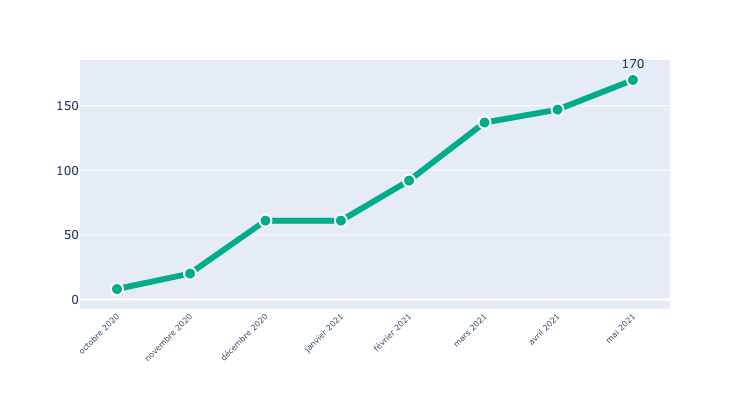 170
150
100
50
0
octobre 2020
novembre 2020
décembre 2020
janvier 2021
février 2021
mars 2021
avril 2021
mai 2021